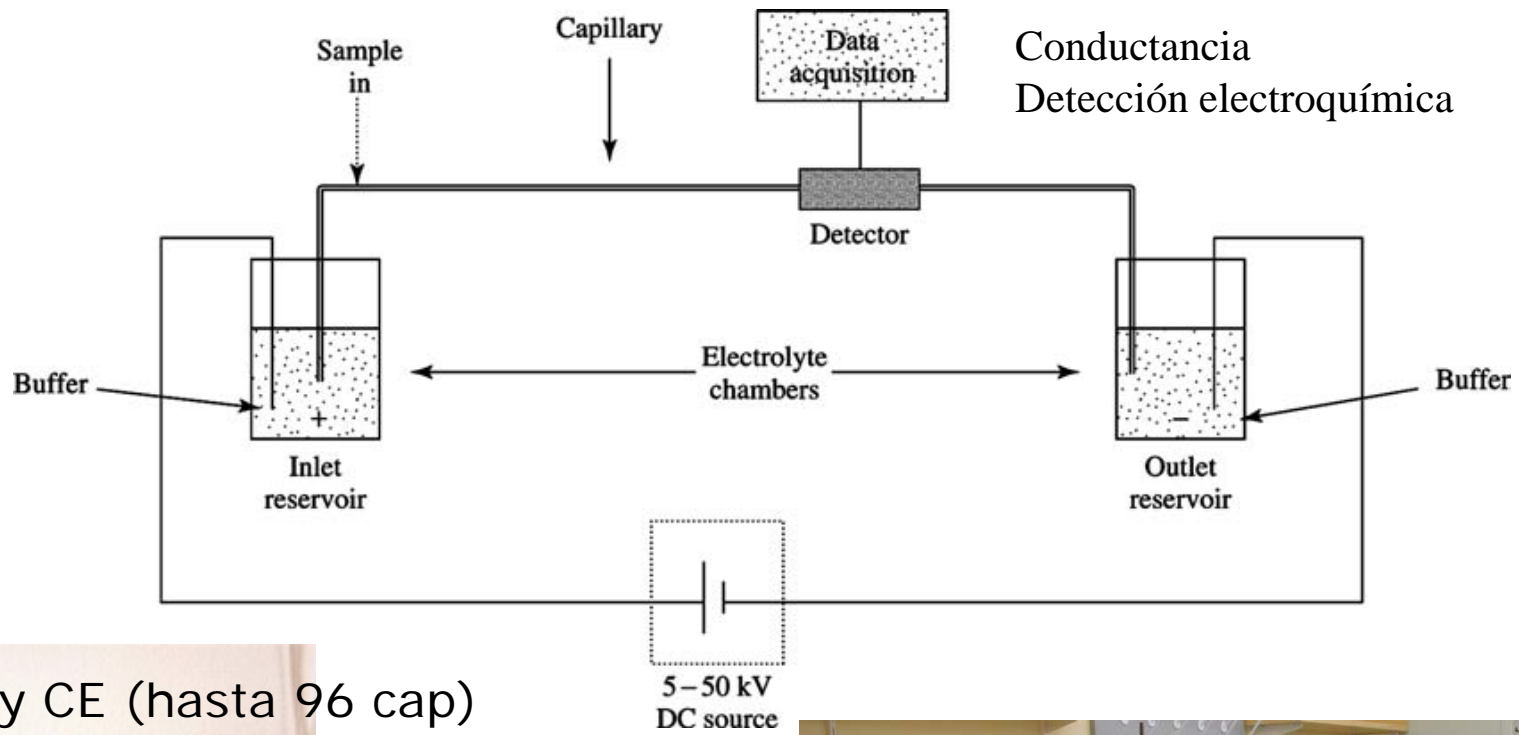 Sample
in
Capillary
Data
acquisition
Conductancia
Detección electroquímica
Detector
Buffer
+
Inlet
reservoir
Electrolyte
chambers
–
Outlet
reservoir
Buffer
5–50 kV
DC source
y CE (hasta 96 cap)